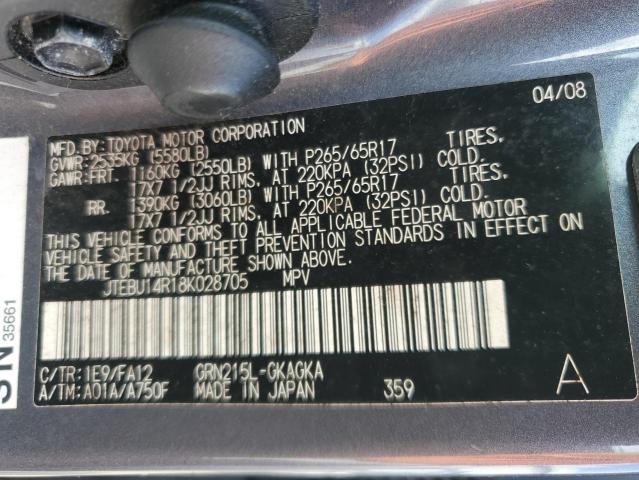 04/08
MFD.BY:TOYOTA MOTOR CORPORATION
GVWR:2535KG (5580LB)
GAWR:FRT. 1160KG (2550LB) WITH P265/65R17 TIRES,
17X7 1/2JJ RIMS, AT 220KPA (32PSI) COLD.
RR. 1390KG (3060LB) WITH P265/65R17 TIRES,
17X7 1/2JJ RIMS, AT 220KPA (32PSI) COLD.
THIS VEHICLE CONFORMS TO ALL APPLICABLE FEDERAL MOTOR
VEHICLE SAFETY AND THEFT PREVENTION STANDARDS IN EFFECT ON
THE DATE OF MANUFACTURE SHOWN ABOVE.
JTEBU14R18K028705 MPV
C/TR:1E9/FA12 GRN215L-GKAGKA
A/TM:A01A/A750F MADE IN JAPAN 359 A
SN
35661